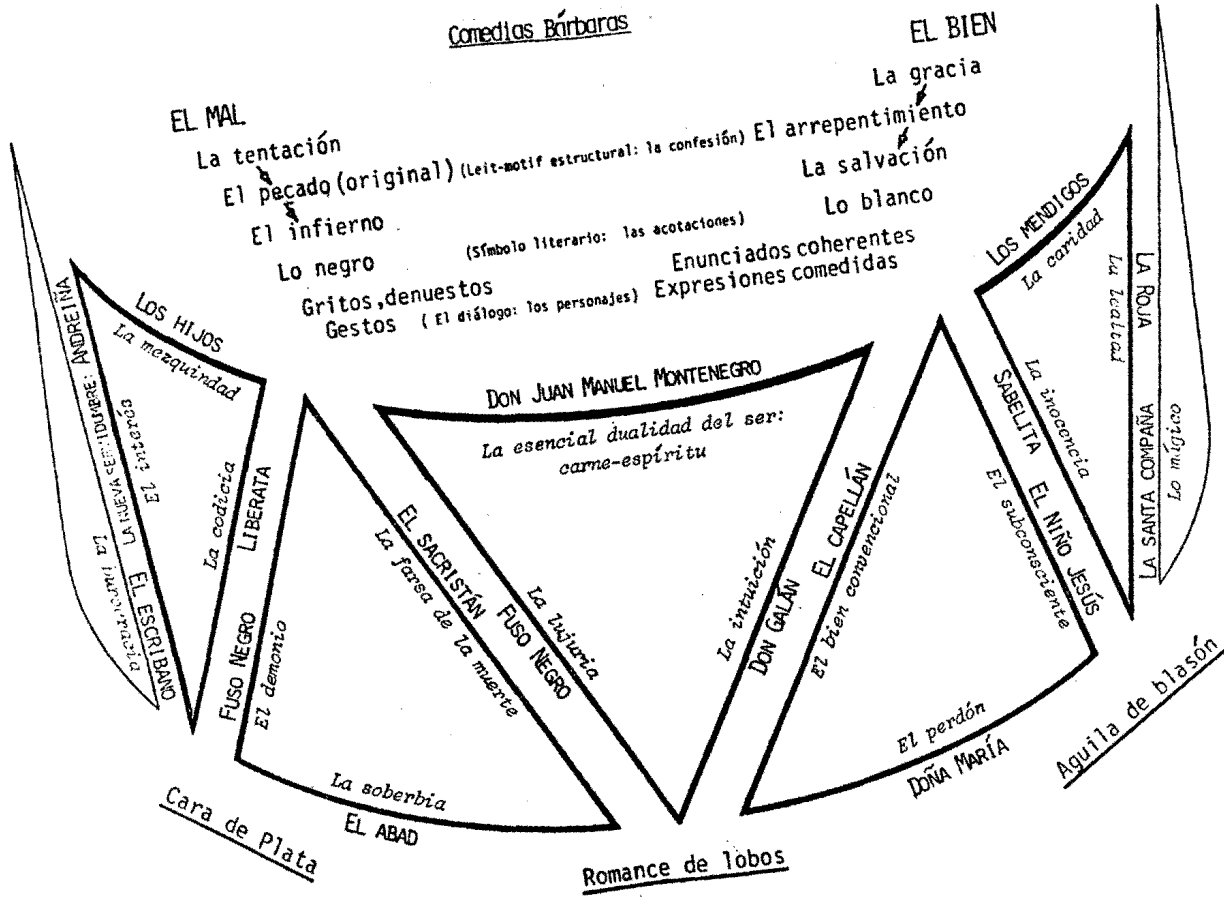 Comedias Bárbaras
EL MAL
La tentación
El pecado (original)
El infierno
Lo negro
Gritos, denuestos
Gestos
(Leit-motif estructural: la confesión)
(Símbolo literario: las acotaciones)
( El diálogo: los personajes)
EL BIEN
La gracia
El arrepentimiento
La salvación
Lo blanco
Enunciados coherentes
Expresiones comedidas
LOS HIJOS
La mezquindad
LA NUEVA SERVIDUMBRE: ANDREIÑA
El interés
EL ESCRIBANO
La burocracia
La codicia
LIBERATA
FUSO NEGRO
El demonio
EL SACRISTÁN
La farsa de la muerte
La soberbia
EL ABAD
DON JUAN MANUEL MONTENEGRO
La esencial dualidad del ser:
carne-espíritu
FUSO NEGRO
La lujuria
La intuición
DON GALÁN
EL CAPELLÁN
El bien convencional
El subconsciente
EL NIÑO JESÚS
El perdón
DOÑA MARÍA
SABELITA
La inocencia
LOS MENDIGOS
La caridad
LA ROJA
La lealtad
LA SANTA COMPAÑA
Lo mágico
Cara de Plata
Romance de lobos
Aguila de blasón